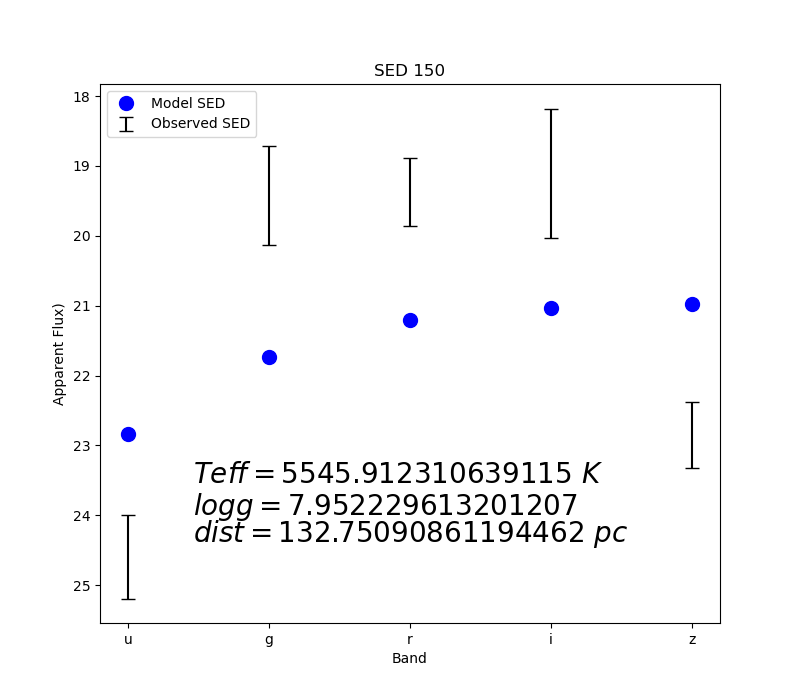 SED 150
Model SED
Observed SED
18
19
20
21
22
23
24
25
Apparent Flux)
Teff = 5545.912310639115 K
logg = 7.952229613201207
dist = 132.75090861194462 pc
u g r i z
Band